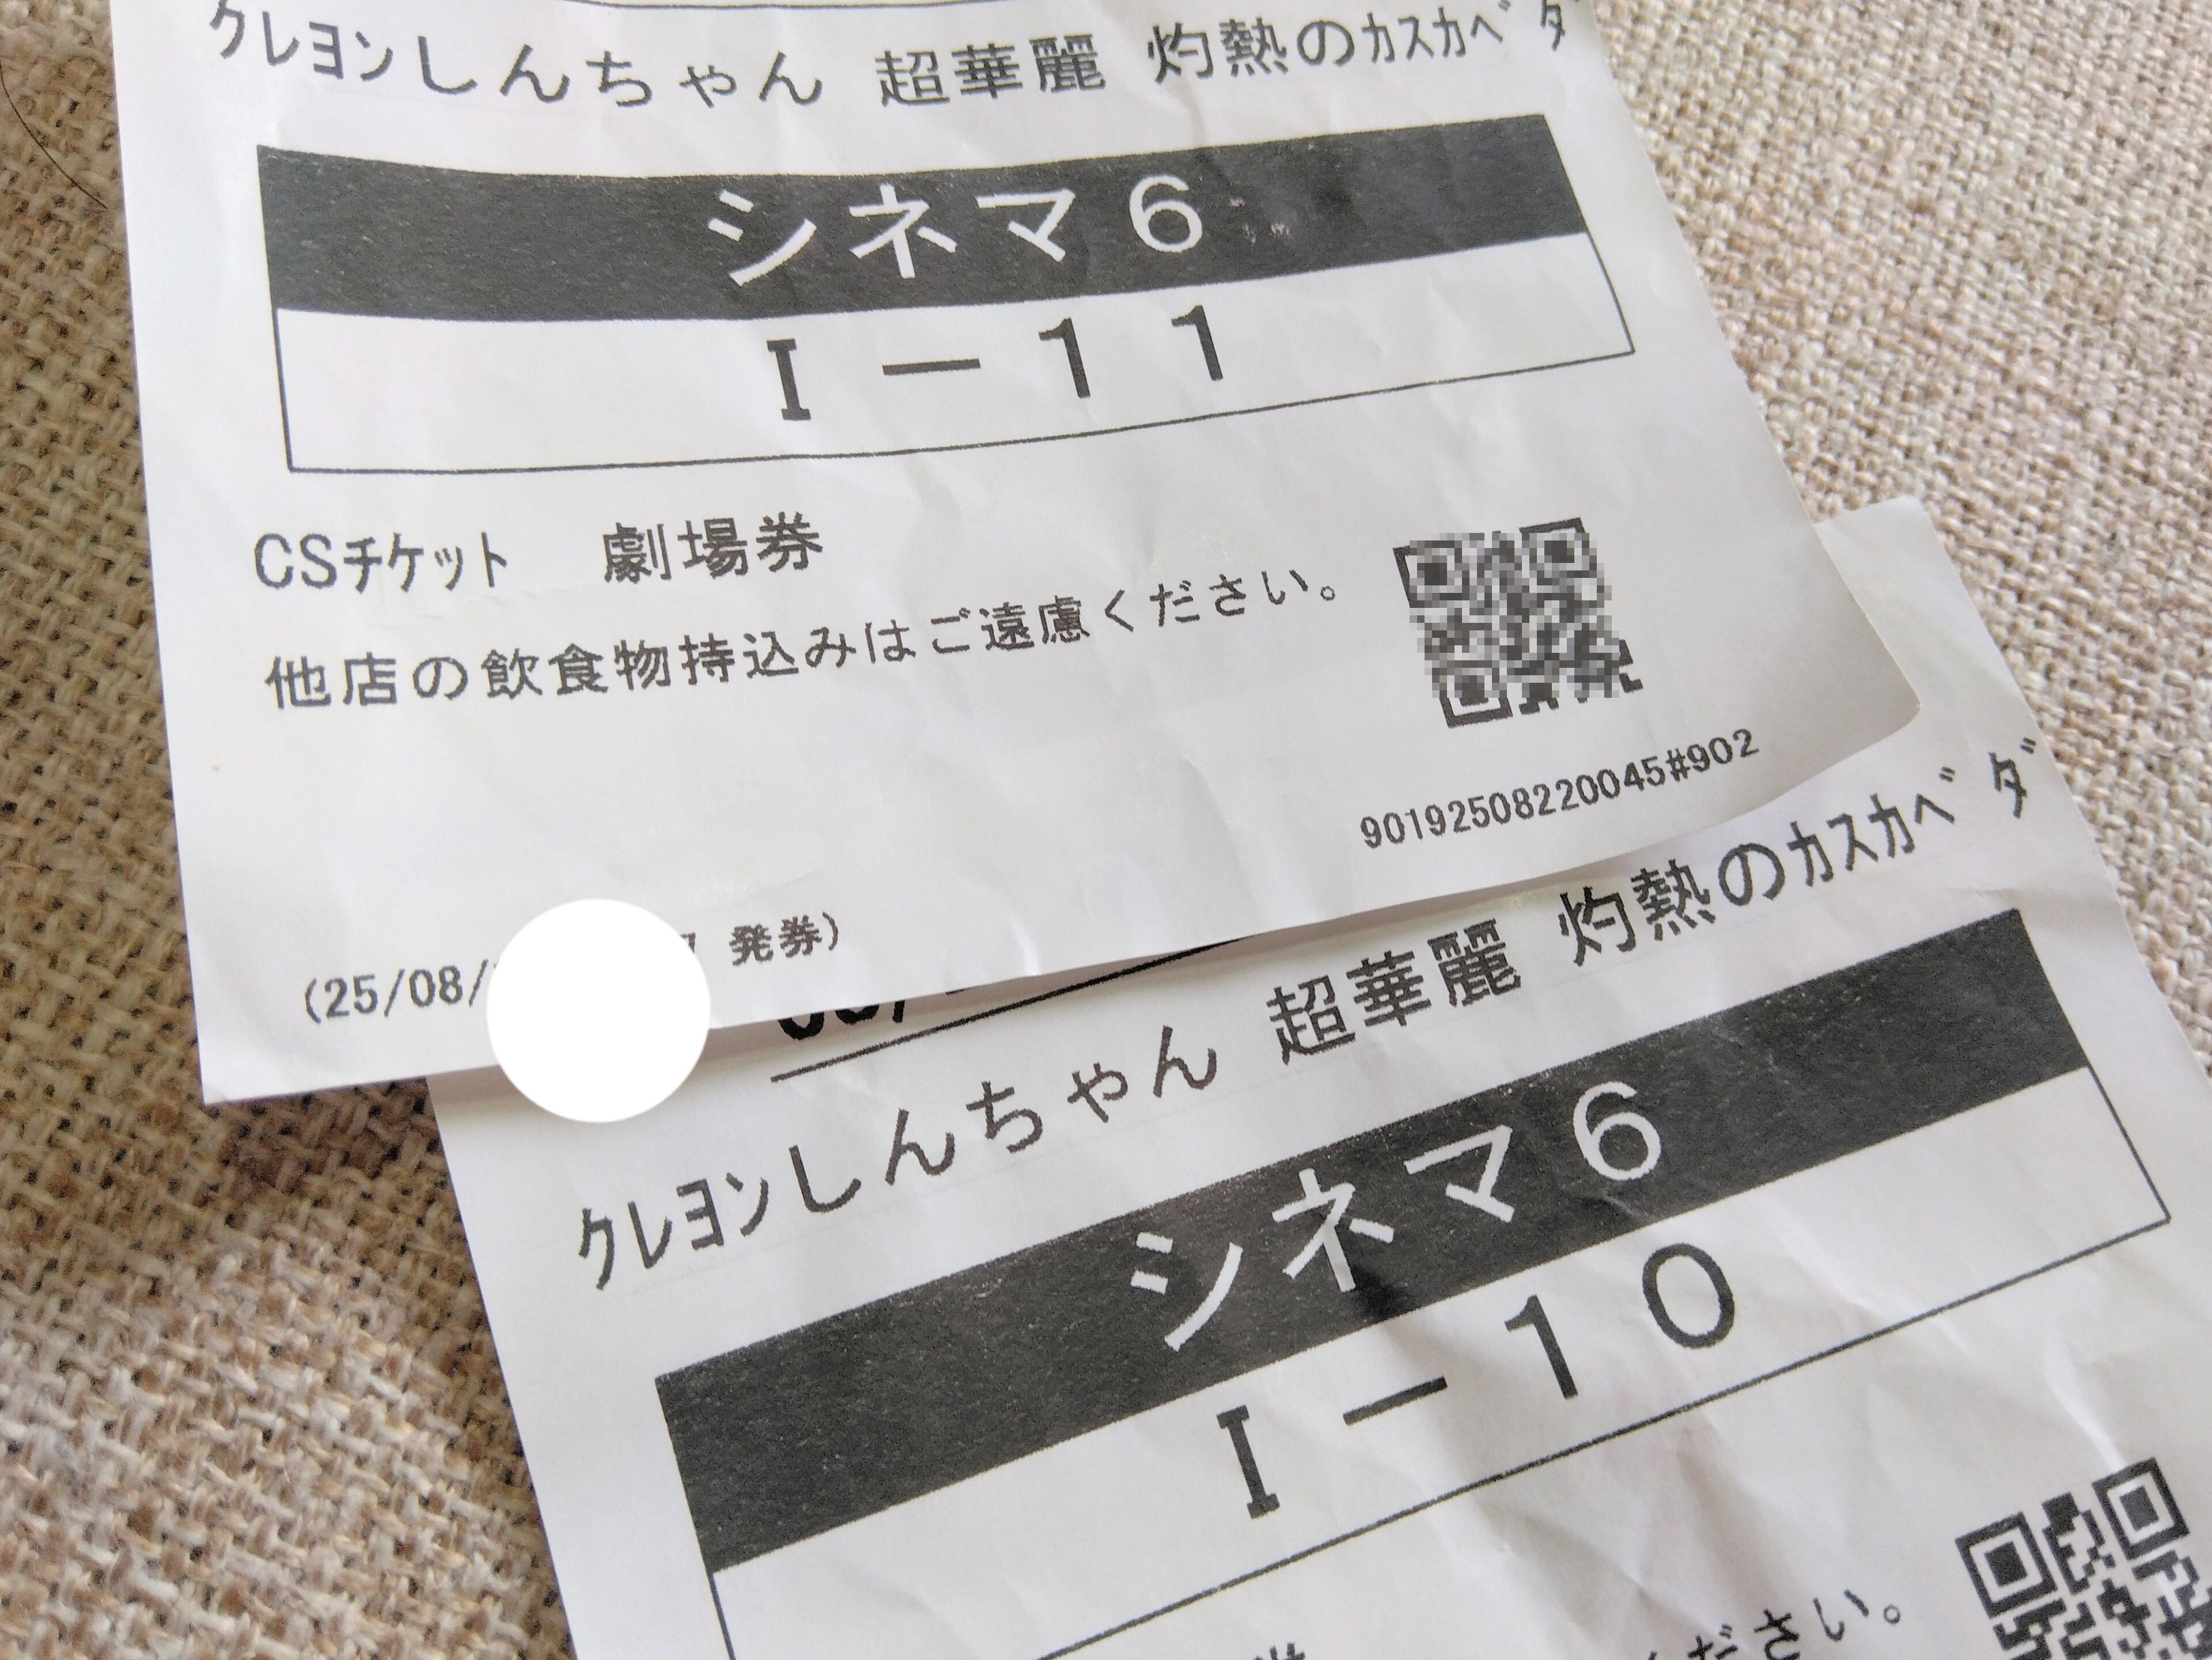 ｸﾚﾖﾝしんちゃん 超華麗 灼熱のｶｽｶﾍﾞﾀﾞ
シネマ６
Ｉ－１１
CSﾁｹｯﾄ 劇場券
他店の飲食物持込みはご遠慮ください。
90192508220045#902
(25/08/ 発券)
ｸﾚﾖﾝしんちゃん 超華麗 灼熱のｶｽｶﾍﾞﾀﾞ
シネマ６
Ｉ－１０
ください。